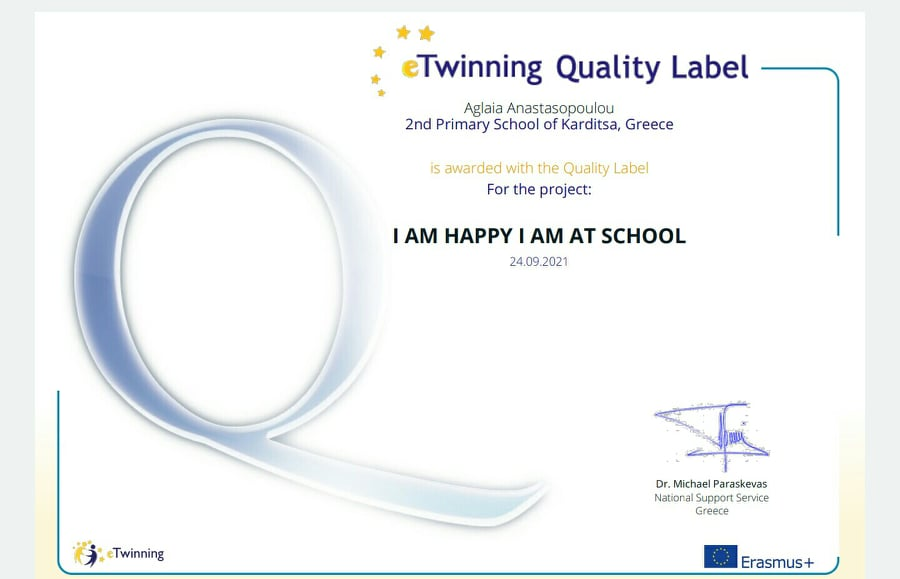 eTwinning Quality Label
Aglaia Anastasopoulou
2nd Primary School of Karditsa, Greece
is awarded with the Quality Label
For the project:
I AM HAPPY I AM AT SCHOOL
24.09.2021
Dr. Michael Paraskevas
National Support Service
Greece
eTwinning
Erasmus+